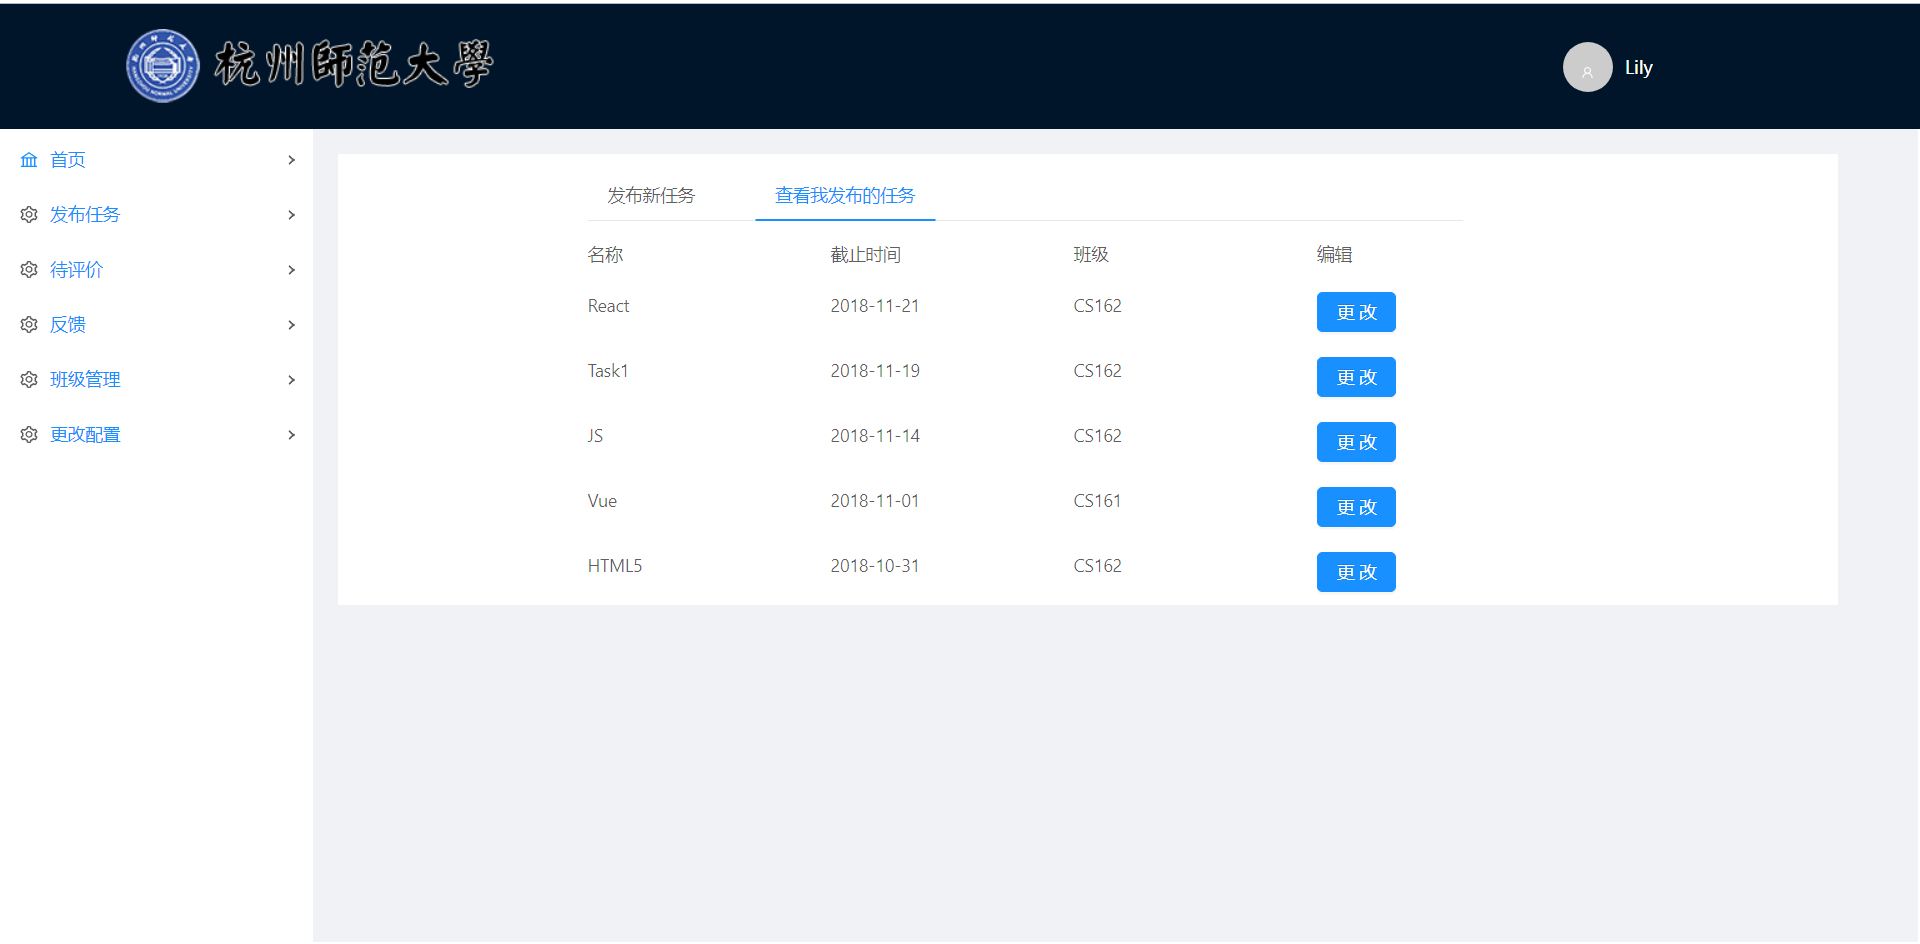 杭州師范大學
Lily
首页
发布任务
待评价
反馈
班级管理
更改配置
发布新任务 查看我发布的任务
名称 截止时间 班级 编辑
React 2018-11-21 CS162 更改
Task1 2018-11-19 CS162 更改
JS 2018-11-14 CS162 更改
Vue 2018-11-01 CS161 更改
HTML5 2018-10-31 CS162 更改